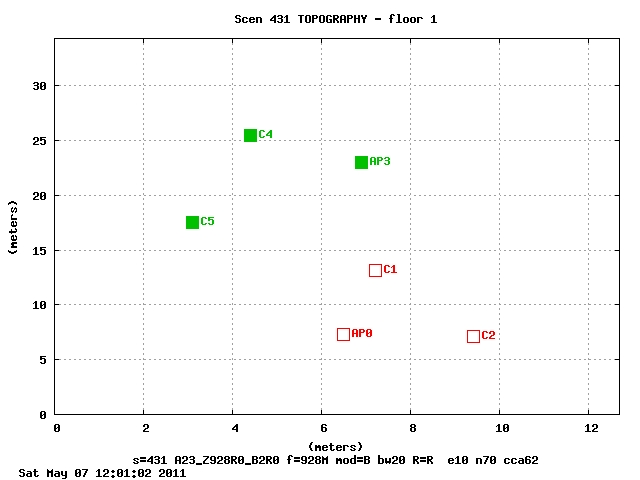 Scen 431 TOPOGRAPHY - floor 1
30
25
20
15
10
5
0
(meters)
C4
AP3
C5
C1
AP0
C2
0 2 4 6 8 10 12
(meters)
s=431 A23_Z928R0_B2R0 f=928M mod=B bw20 R=R  e10 n70 cca62
Sat May 07 12:01:02 2011